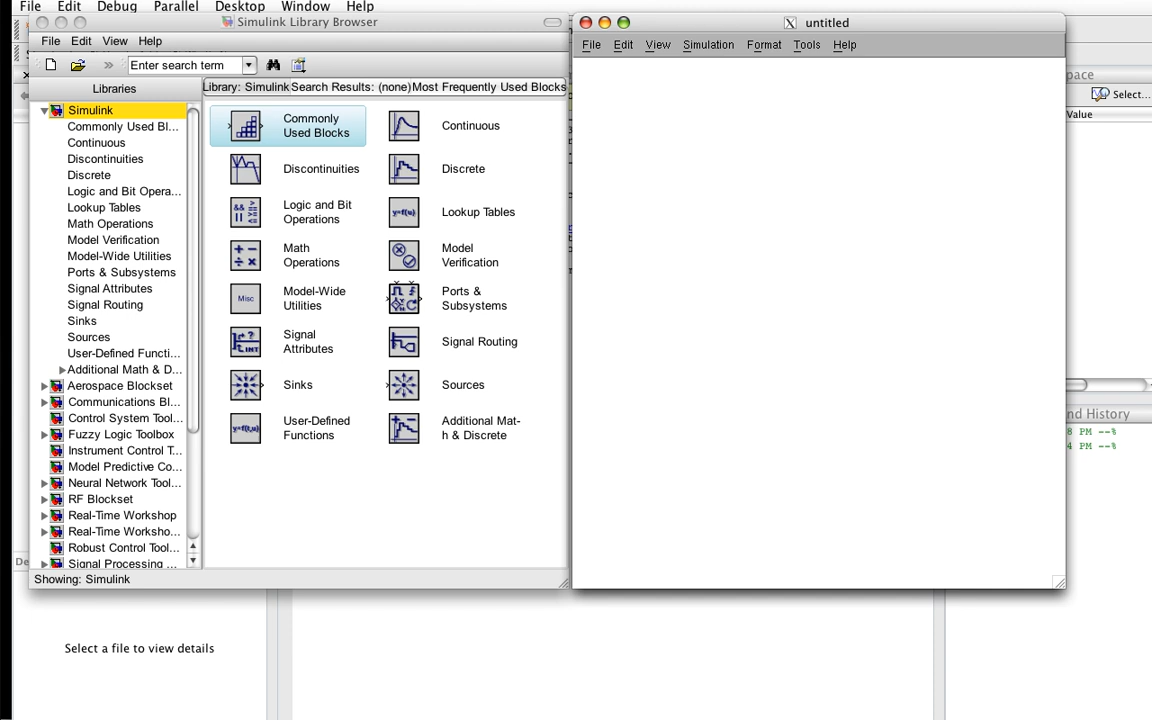 File Edit Debug Parallel Desktop Window Help
Simulink Library Browser
File Edit View Help
Enter search term
Libraries
Library: Simulink Search Results: (none) Most Frequently Used Blocks
Simulink
Commonly Used Bl...
Continuous
Discontinuities
Discrete
Logic and Bit Opera...
Lookup Tables
Math Operations
Model Verification
Model-Wide Utilities
Ports & Subsystems
Signal Attributes
Signal Routing
Sinks
Sources
User-Defined Functi...
Additional Math & D...
Aerospace Blockset
Communications Bl...
Control System Tool...
Fuzzy Logic Toolbox
Instrument Control T...
Model Predictive Co...
Neural Network Tool...
RF Blockset
Real-Time Workshop
Real-Time Worksho...
Robust Control Tool...
Signal Processing ...
Commonly
Used Blocks
Continuous
Discontinuities
Discrete
Logic and Bit
Operations
y=f(u)
Lookup Tables
Math
Operations
Model
Verification
Misc
Model-Wide
Utilities
Ports &
Subsystems
Signal
Attributes
Signal Routing
Sinks
Sources
User-Defined
Functions
Additional Mat-
h & Discrete
Showing: Simulink
untitled
File Edit View Simulation Format Tools Help
pace
Select...
Value
nd History
8 PM --%
4 PM --%
De
Select a file to view details